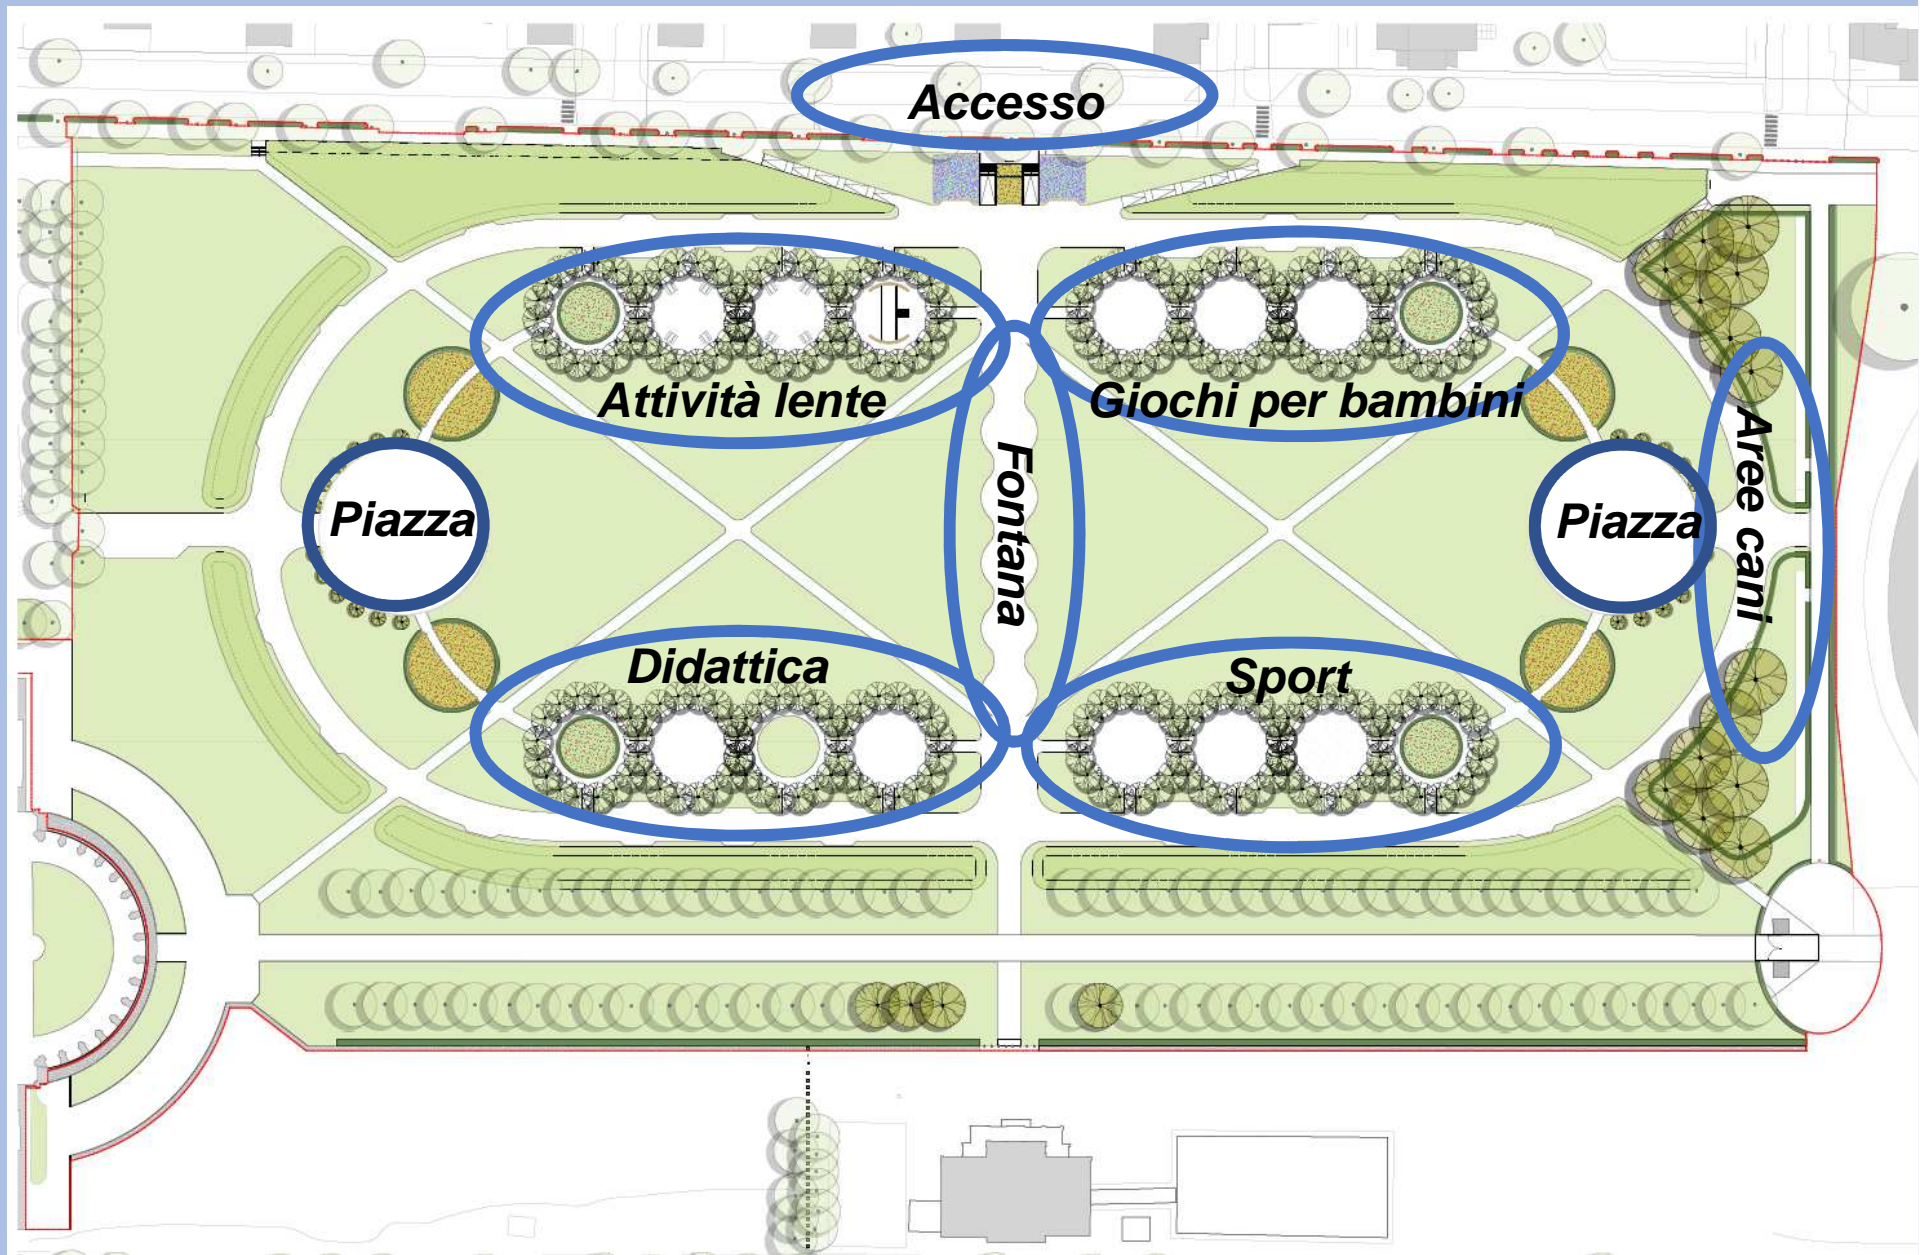 Accesso
Attività lente
Giochi per bambini
Piazza
Fontana
Piazza
Aree cani
Didattica
Sport